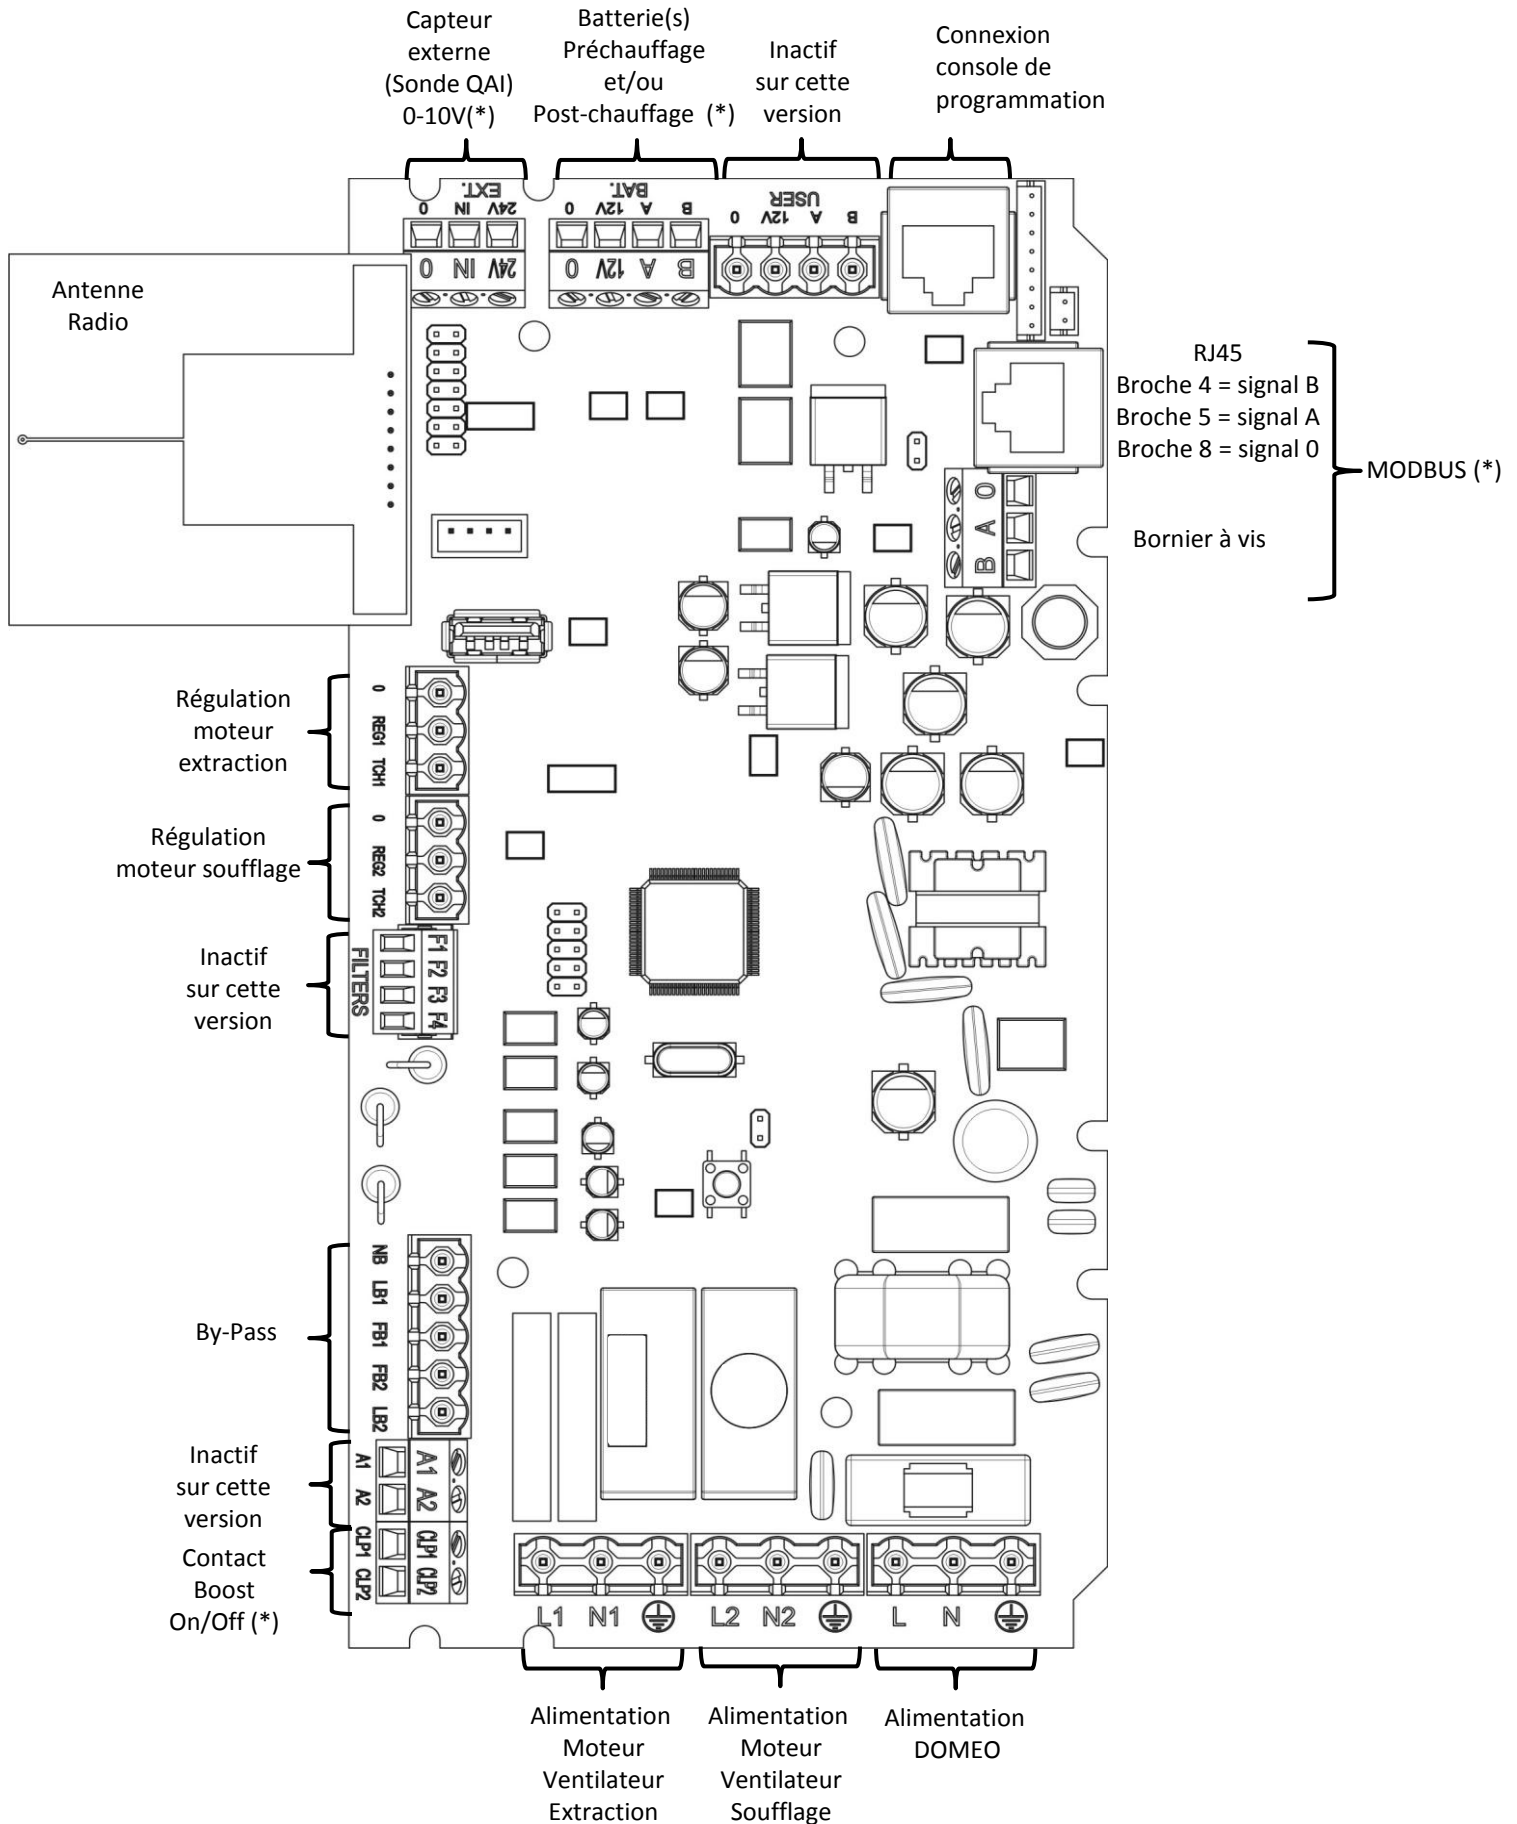 Capteur
externe
(Sonde QAI)
0-10V(*)
Batterie(s)
Préchauffage
et/ou
Post-chauffage (*)
Inactif
sur cette
version
Connexion
console de
programmation
EXT.
0 IN 24V
0 IN 24V
BAT.
0 12V A B
0 12V A B
USER
0 12V A B
Antenne
Radio
RJ45
Broche 4 = signal B
Broche 5 = signal A
Broche 8 = signal 0
MODBUS (*)
Bornier à vis
B A 0
Régulation
moteur
extraction
0 REG1 TCH1
Régulation
moteur soufflage
0 REG2 TCH2
Inactif
sur cette
version
FILTERS
F1 F2 F3 F4
By-Pass
NB LB1 FB1 FB2 LB2
Inactif
sur cette
version
A1 A2
A1 A2
Contact
Boost
On/Off (*)
CLP1 CLP2
CLP1 CLP2
L1 N1
L2 N2
L N
Alimentation
Moteur
Ventilateur
Extraction
Alimentation
Moteur
Ventilateur
Soufflage
Alimentation
DOMEO